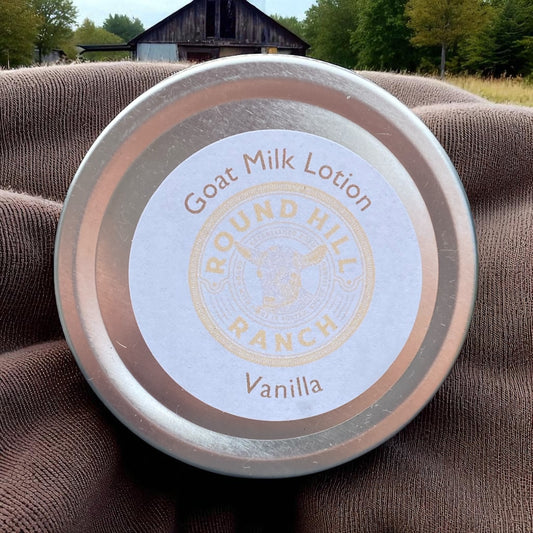 Goat Milk Lotion
ROUND HILL
RANCH
Vanilla